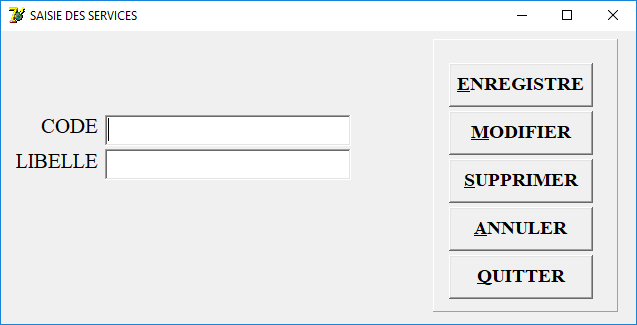 SAISIE DES SERVICES
CODE
LIBELLE
ENREGISTRE
MODIFIER
SUPPRIMER
ANNULER
QUITTER